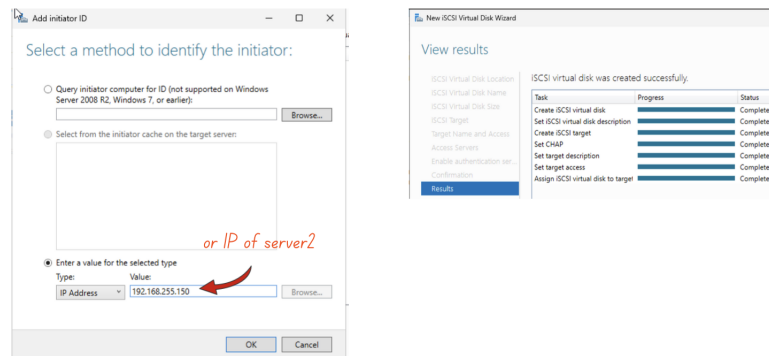 Add initiator ID
Select a method to identify the initiator:
Query initiator computer for ID (not supported on Windows
Server 2008 R2, Windows 7, or earlier):
Browse...
Select from the initiator cache on the target server:
or IP of server2
Enter a value for the selected type
Type: Value:
IP Address 192.168.255.150 Browse...
OK Cancel
New iSCSI Virtual Disk Wizard
View results
iSCSI Virtual Disk Location
iSCSI Virtual Disk Name
iSCSI Virtual Disk Size
iSCSI Target
Target Name and Access
Access Servers
Enable authentication ser...
Confirmation
Results
iSCSI virtual disk was created successfully.
Task Progress Status
Create iSCSI virtual disk Complete
Set iSCSI virtual disk description Complete
Create iSCSI target Complete
Set CHAP Complete
Set target description Complete
Set target access Complete
Assign iSCSI virtual disk to target Complete